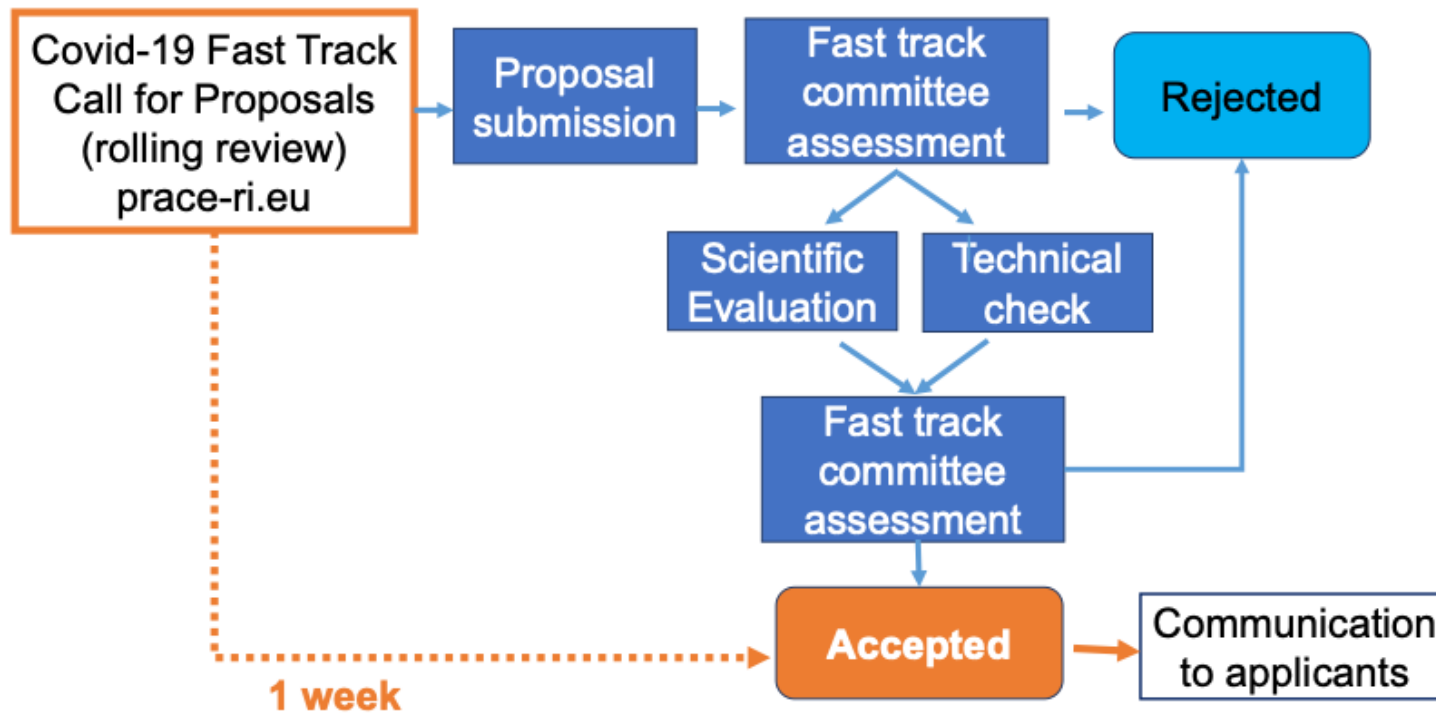 Covid-19 Fast Track
Call for Proposals
(rolling review)
prace-ri.eu
Proposal
submission
Fast track
committee
assessment
Rejected
Scientific
Evaluation
Technical
check
Fast track
committee
assessment
Accepted
Communication
to applicants
1 week